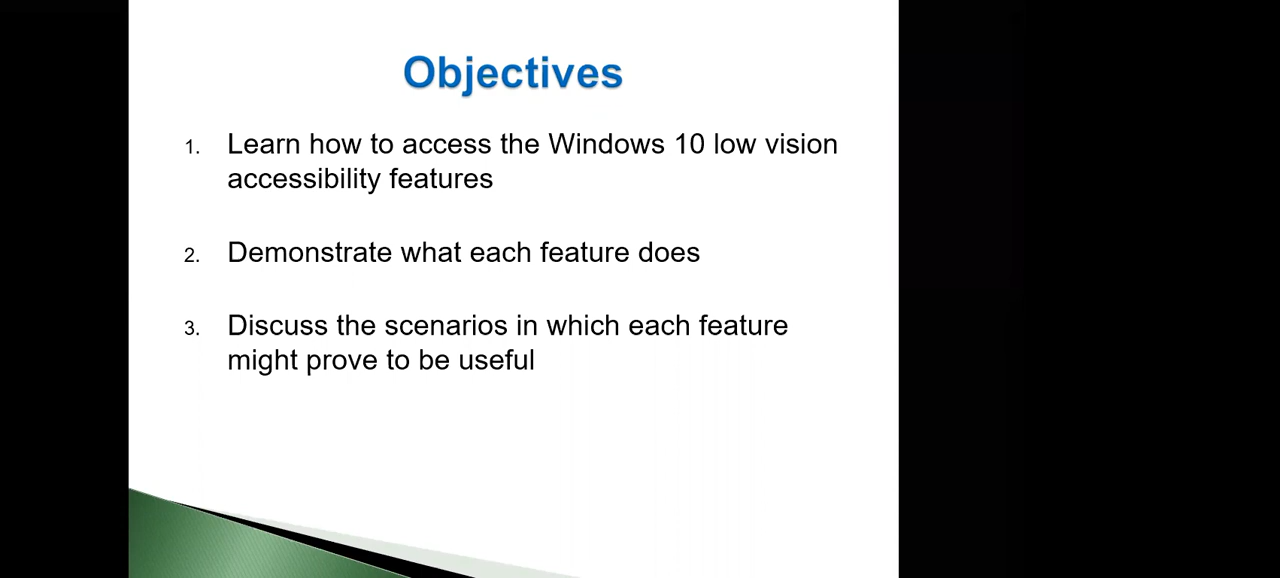 Objectives
1. Learn how to access the Windows 10 low vision
accessibility features
2. Demonstrate what each feature does
3. Discuss the scenarios in which each feature
might prove to be useful